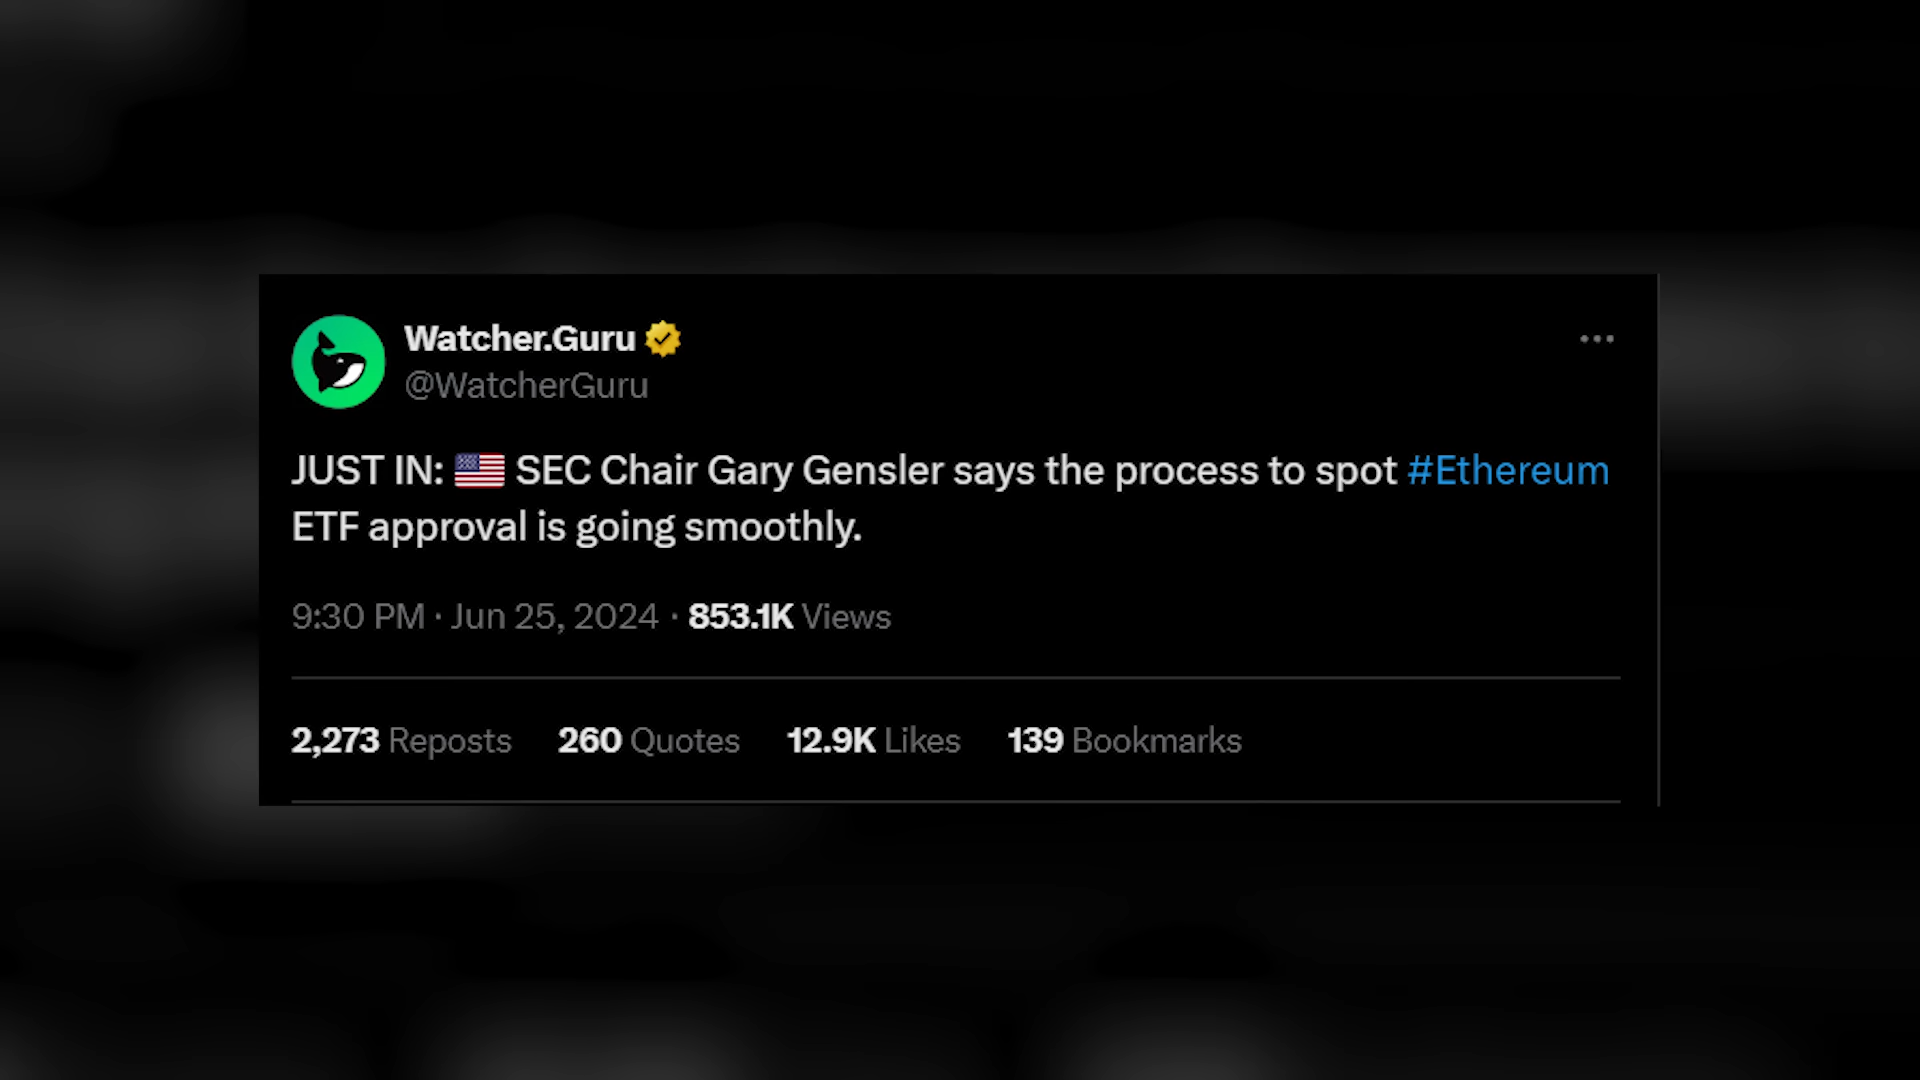 Watcher.Guru
@WatcherGuru
JUST IN: 🇺🇸 SEC Chair Gary Gensler says the process to spot #Ethereum
ETF approval is going smoothly.
9:30 PM · Jun 25, 2024 · 853.1K Views
2,273 Reposts 260 Quotes 12.9K Likes 139 Bookmarks